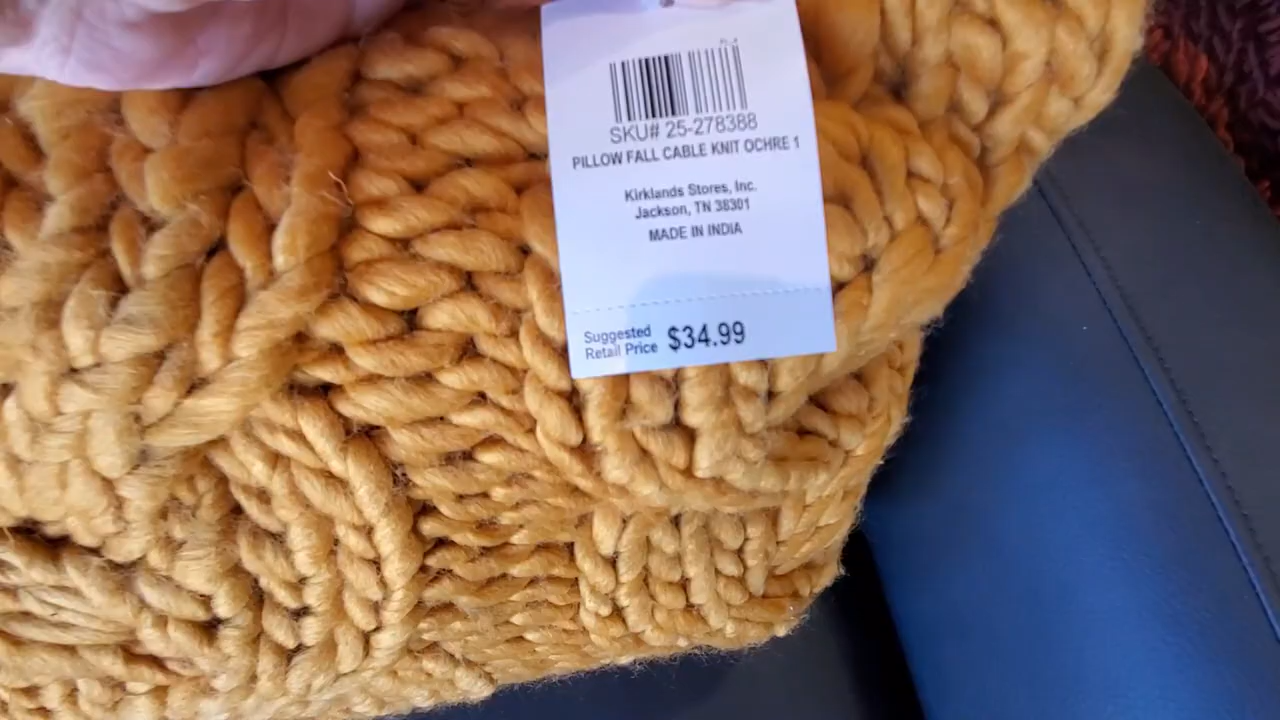 SKU# 25-278388
PILLOW FALL CABLE KNIT OCHRE 1
Kirklands Stores, Inc.
Jackson, TN 38301
MADE IN INDIA
Suggested
Retail Price $34.99